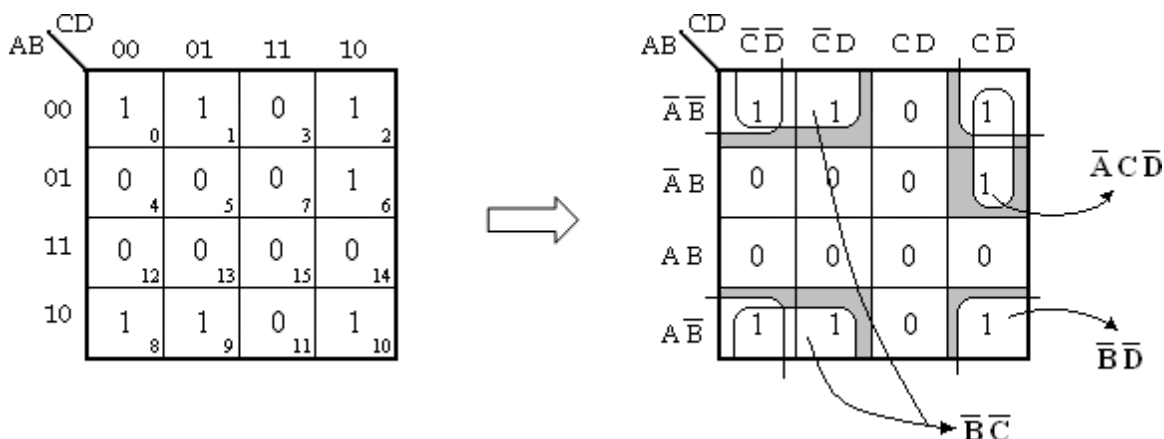 CD
AB
00 01 11 10
00 1 0 1 1 0 3 1 2
01 0 4 0 5 0 7 1 6
11 0 12 0 13 0 15 0 14
10 1 8 1 9 0 11 1 10
CD
AB
C̅D̅ C̅D CD CD̅
A̅B̅ 1 1 0 1
A̅B 0 0 0 1
A̅CD̅
AB 0 0 0 0
AB̅ 1 1 0 1
B̅D̅
B̅C̅